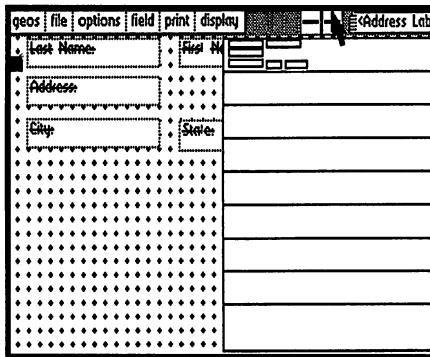 geos file options field print display <Address Lab
Last Name: First N
Address:
City: State: